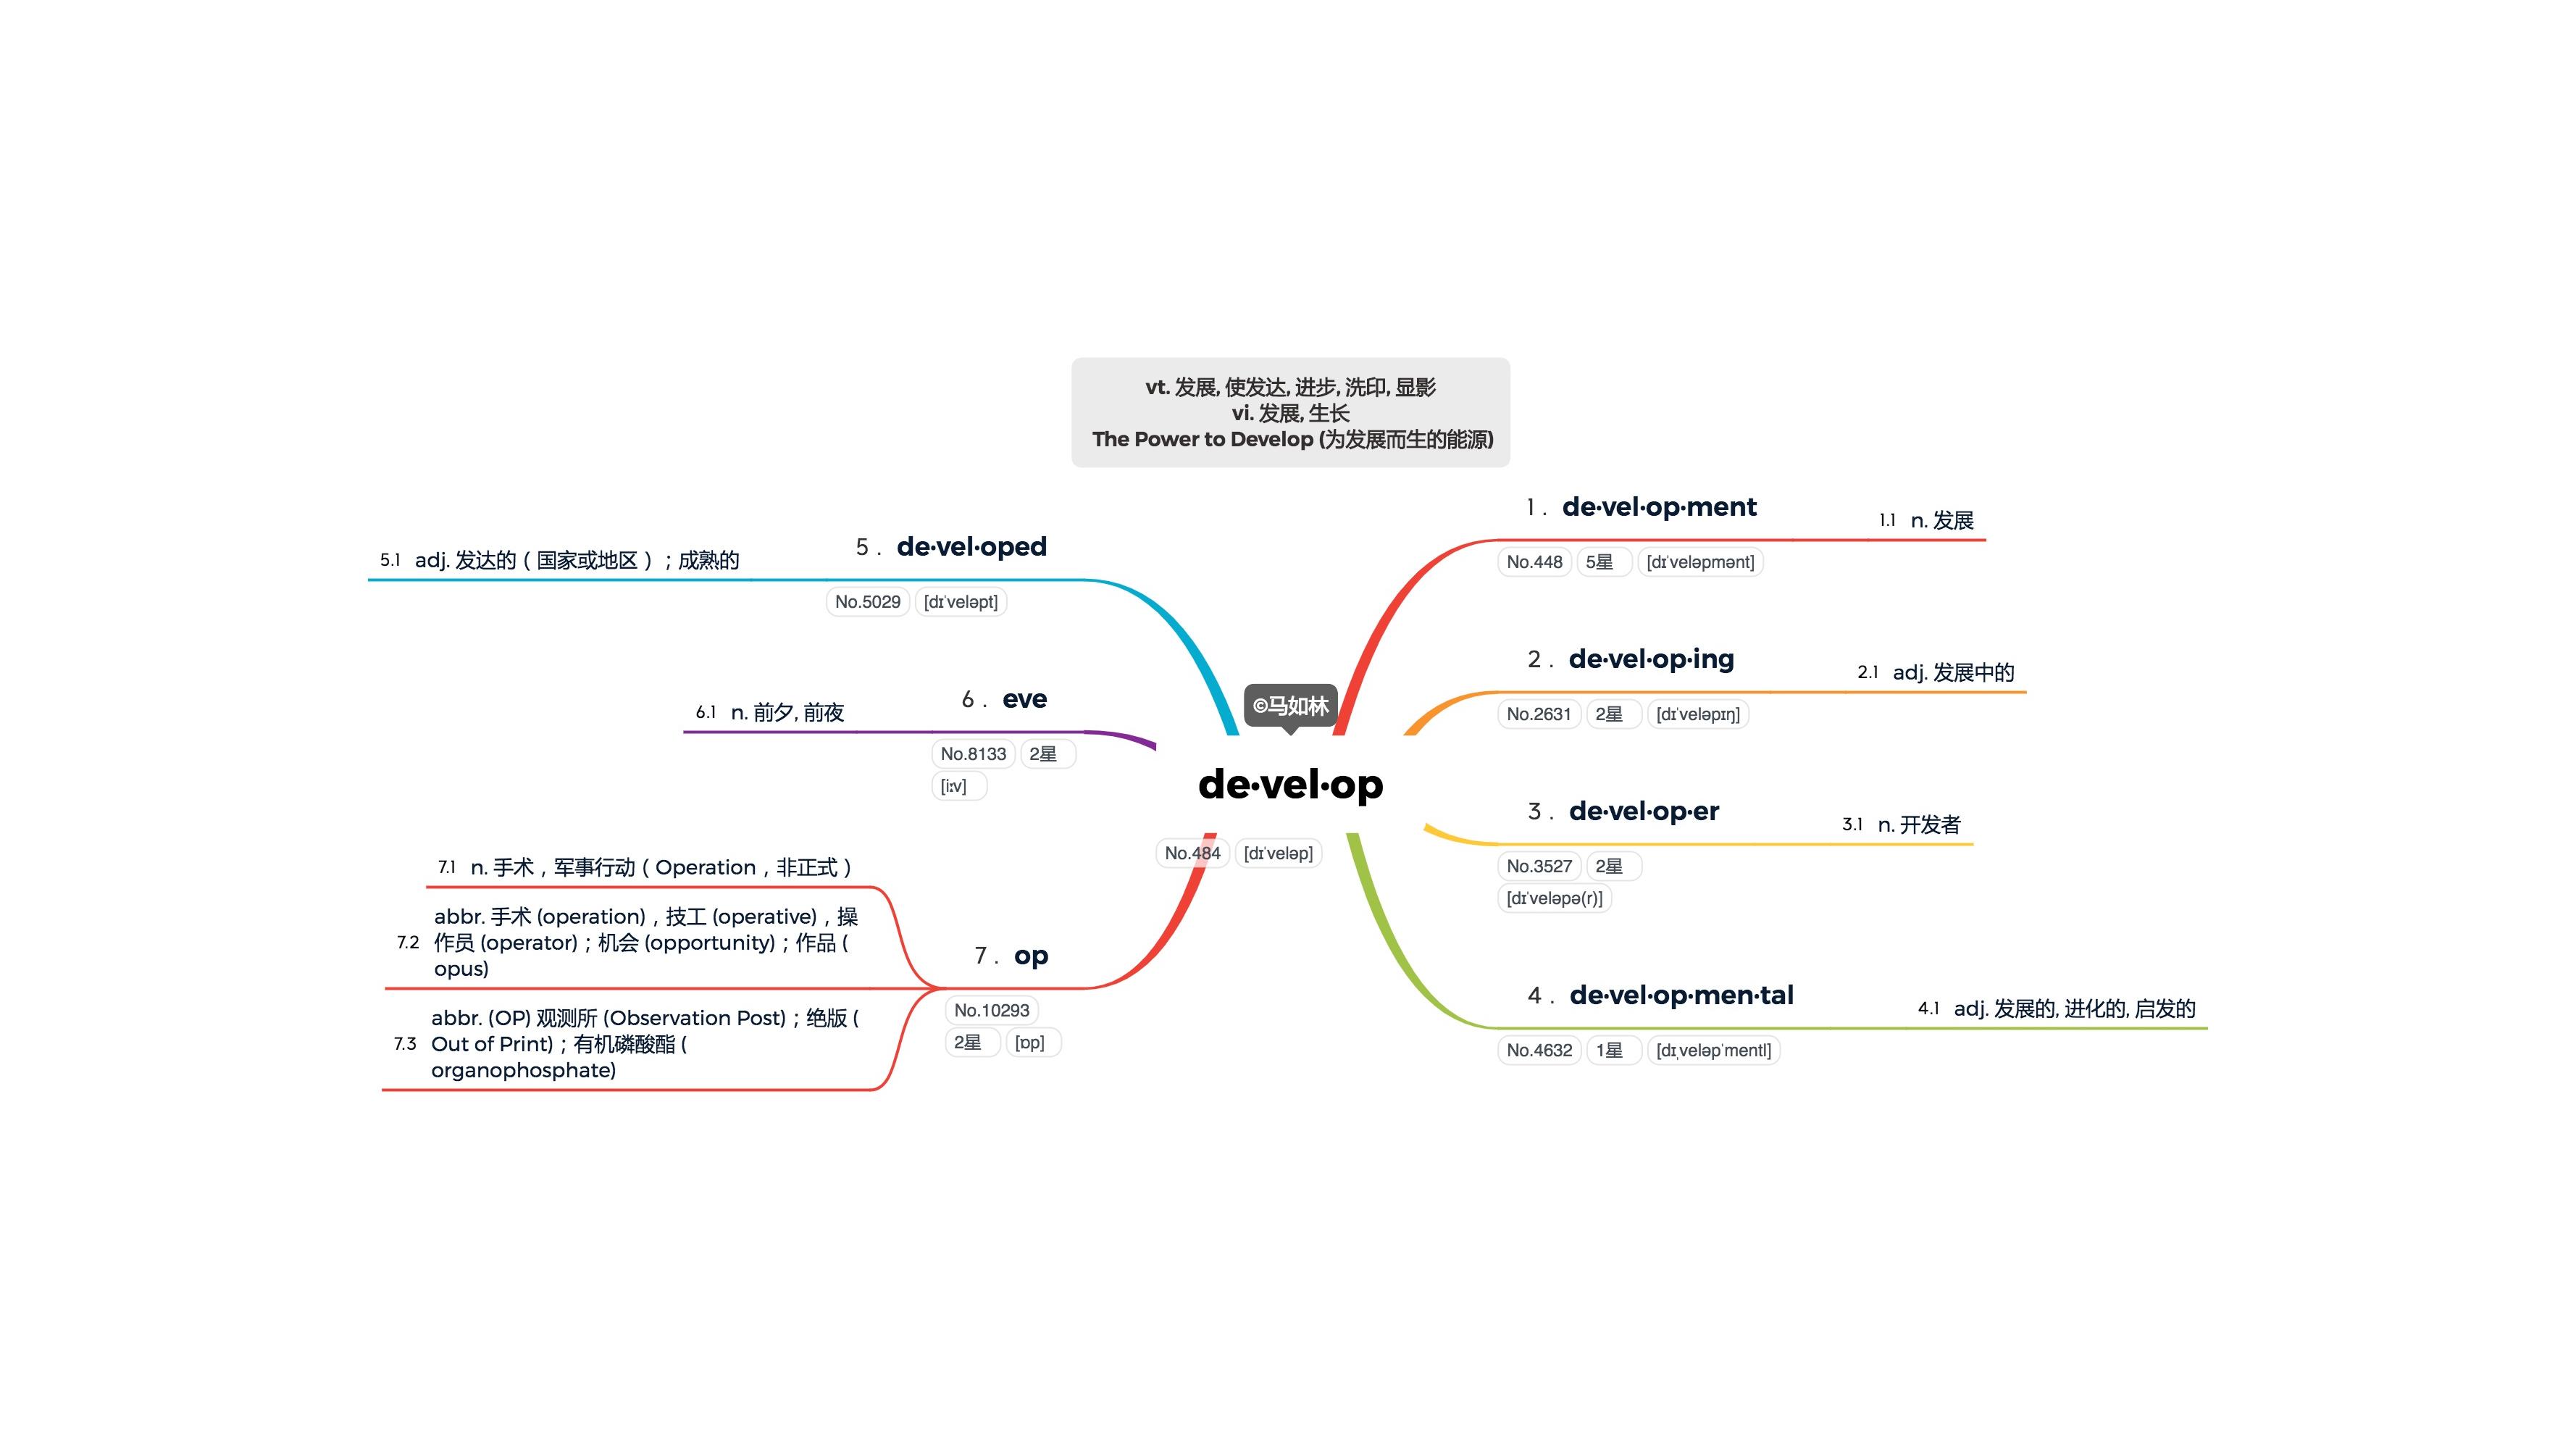 vt. 发展, 使发达, 进步, 洗印, 显影
vi. 发展, 生长
The Power to Develop (为发展而生的能源)
©马如林
de·vel·op
No.484 [dɪˈveləp]
1 . de·vel·op·ment
No.448 5星 [dɪˈveləpmənt]
1.1 n. 发展
2 . de·vel·op·ing
No.2631 2星 [dɪˈveləpɪŋ]
2.1 adj. 发展中的
3 . de·vel·op·er
No.3527 2星
[dɪˈveləpə(r)]
3.1 n. 开发者
4 . de·vel·op·men·tal
No.4632 1星 [dɪˌveləpˈmentl]
4.1 adj. 发展的, 进化的, 启发的
5 . de·vel·oped
No.5029 [dɪˈveləpt]
5.1 adj. 发达的（国家或地区）；成熟的
6 . eve
No.8133 2星
[iːv]
6.1 n. 前夕, 前夜
7 . op
No.10293
2星 [ɒp]
7.1 n. 手术，军事行动（Operation，非正式）
7.2 abbr. 手术 (operation)，技工 (operative)，操
作员 (operator)；机会 (opportunity)；作品 (
opus)
7.3 abbr. (OP) 观测所 (Observation Post)；绝版 (
Out of Print)；有机磷酸酯 (
organophosphate)